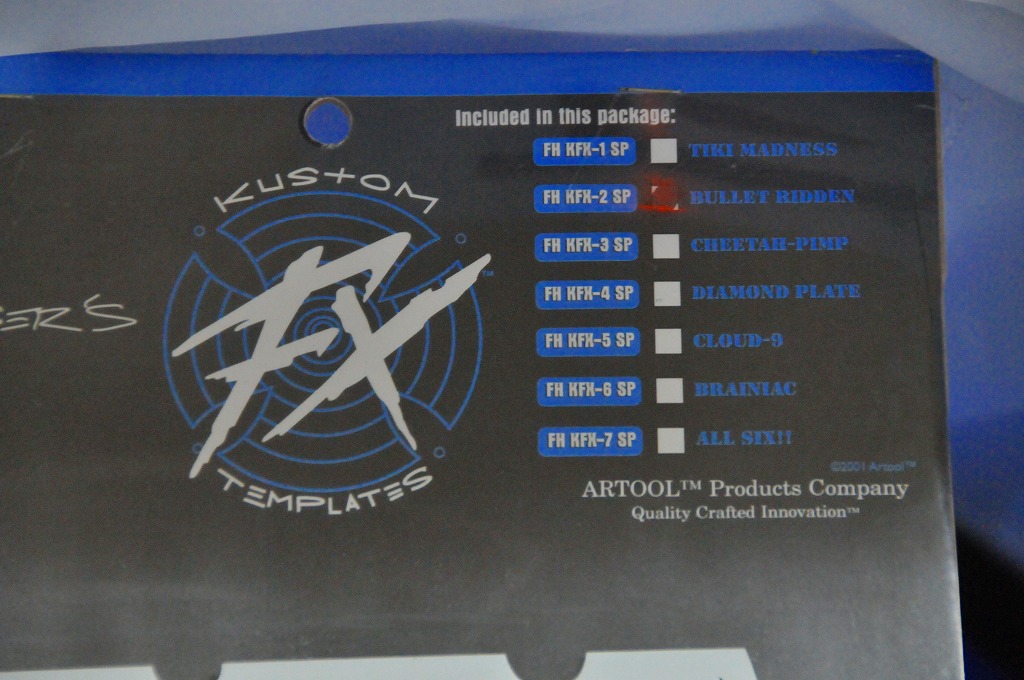 Included in this package:
FH KFX-1 SP TIKI MADNESS
FH KFX-2 SP BULLET RIDDEN
FH KFX-3 SP CHEETAH-PIMP
FH KFX-4 SP DIAMOND PLATE
FH KFX-5 SP CLOUD-9
FH KFX-6 SP BRAINIAC
FH KFX-7 SP ALL SIX!!
KUSTOM
FX™
TEMPLATES
©2001 Artool™
ARTOOL™ Products Company
Quality Crafted Innovation™